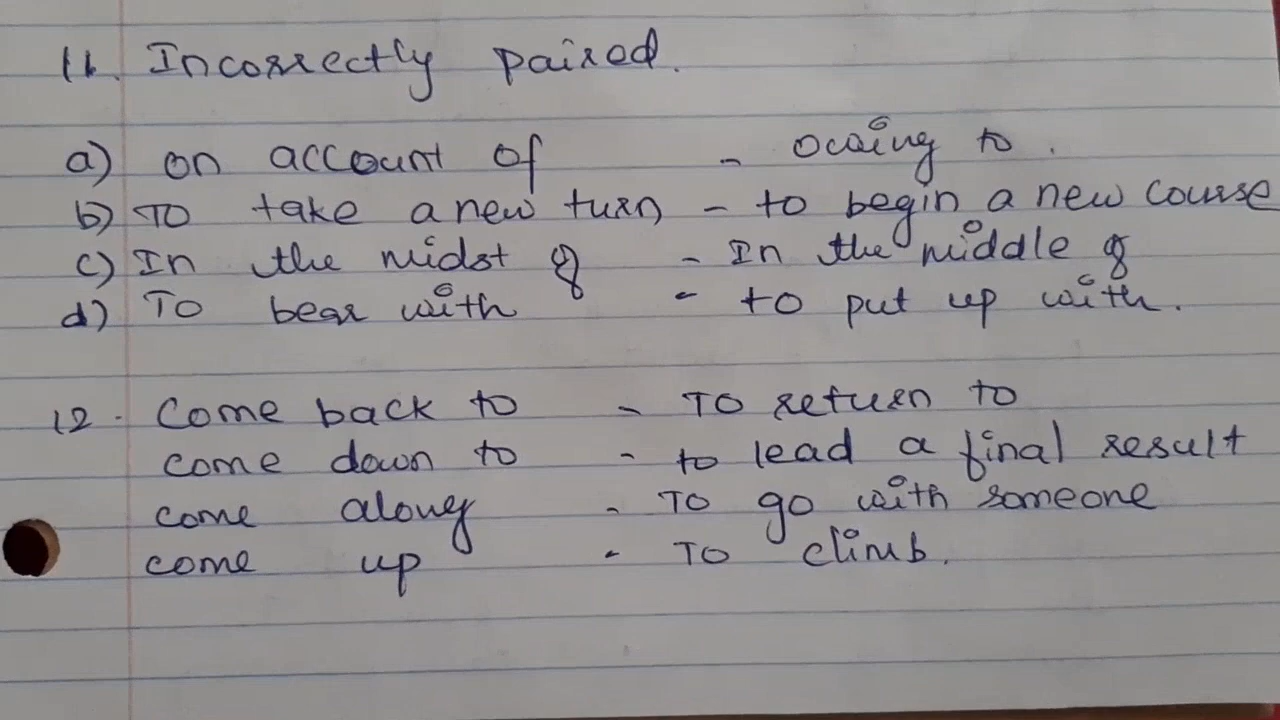 11. Incorrectly paired.
a) on account of - owing to.
b) To take a new turn - to begin a new course
c) In the midst of - In the middle of
d) To bear with - to put up with.
12. Come back to - To return to
come down to - to lead a final result
come along - To go with someone
come up - To climb.